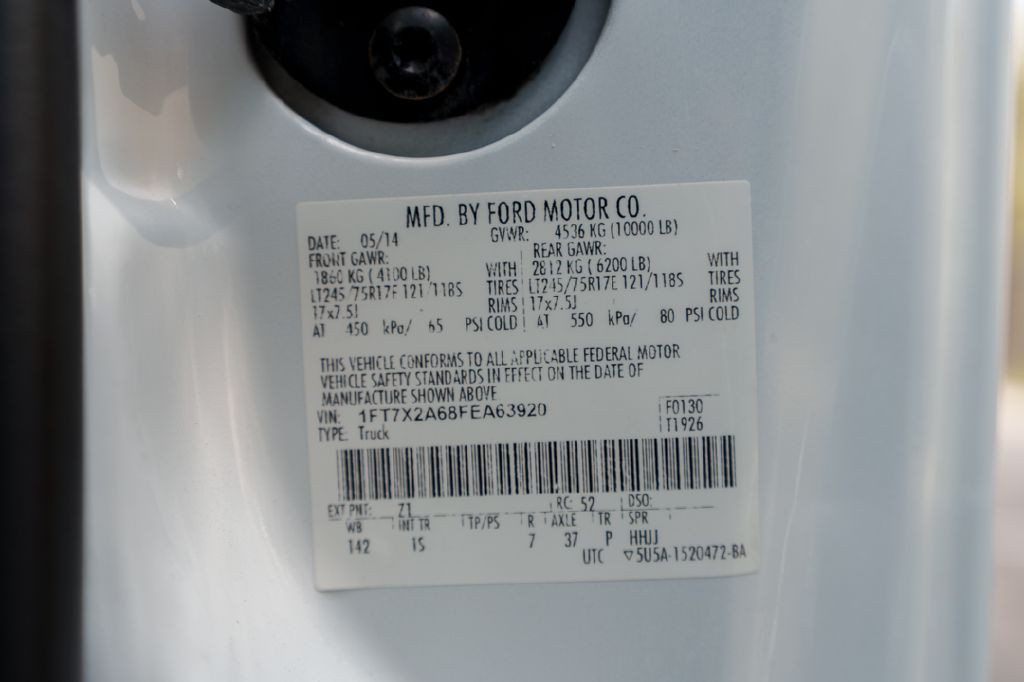 MFD. BY FORD MOTOR CO.
DATE: 05/14 GVWR: 4536 KG (10000 LB)
FRONT GAWR: REAR GAWR:
1860 KG ( 4100 LB) WITH 2812 KG ( 6200 LB) WITH
LT245/75R17E 121/118S TIRES LT245/75R17E 121/118S TIRES
17x7.5J RIMS 17x7.5J RIMS
AT 450 kPa/ 65 PSI COLD AT 550 kPa/ 80 PSI COLD
THIS VEHICLE CONFORMS TO ALL APPLICABLE FEDERAL MOTOR
VEHICLE SAFETY STANDARDS IN EFFECT ON THE DATE OF
MANUFACTURE SHOWN ABOVE
VIN: 1FT7X2A68FEA63920 F0130
TYPE: Truck T1926
EXT PNT: Z1 RC: 52 DSO:
WB INT TR TP/PS R AXLE TR SPR
142 IS 7 37 P HHJJ
UTC ▽5U5A-1520472-BA